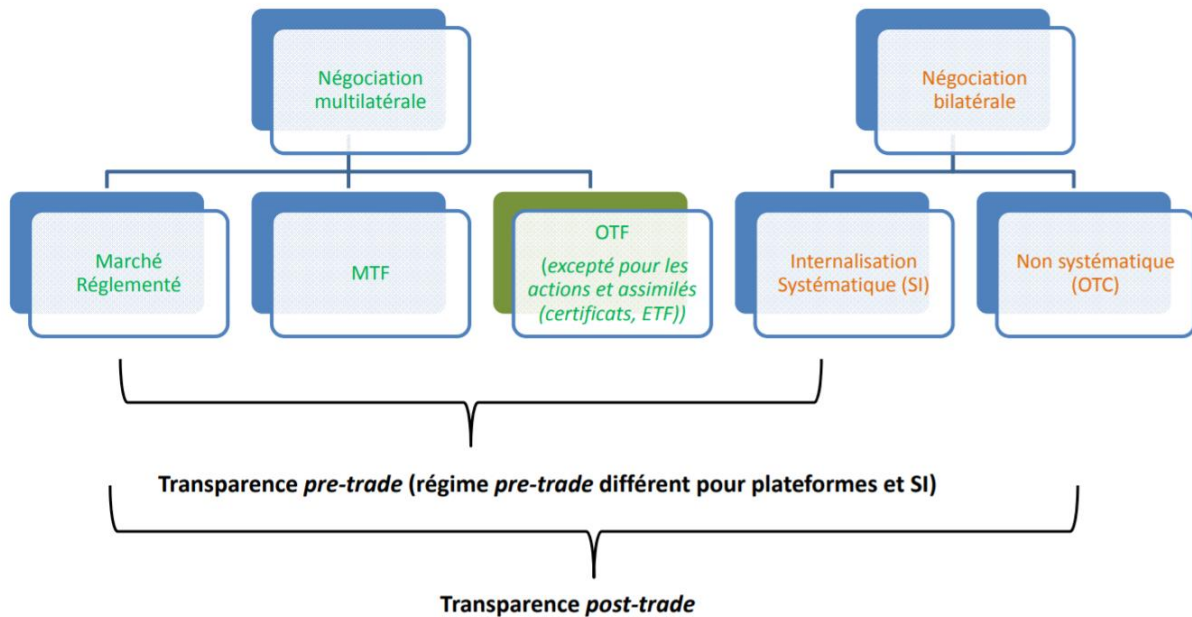 Négociation
multilatérale
Négociation
bilatérale
Marché
Réglementé
MTF
OTF
(excepté pour les
actions et assimilés
(certificats, ETF))
Internalisation
Systématique (SI)
Non systématique
(OTC)
Transparence pre-trade (régime pre-trade différent pour plateformes et SI)
Transparence post-trade